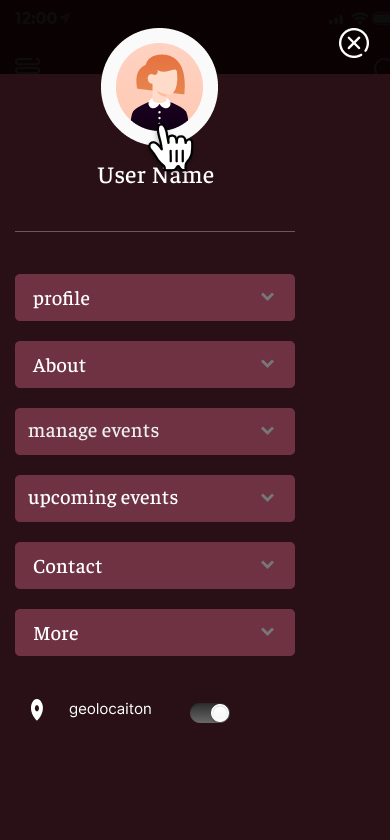 12:00
User Name
profile
About
manage events
upcoming events
Contact
More
geolocaiton